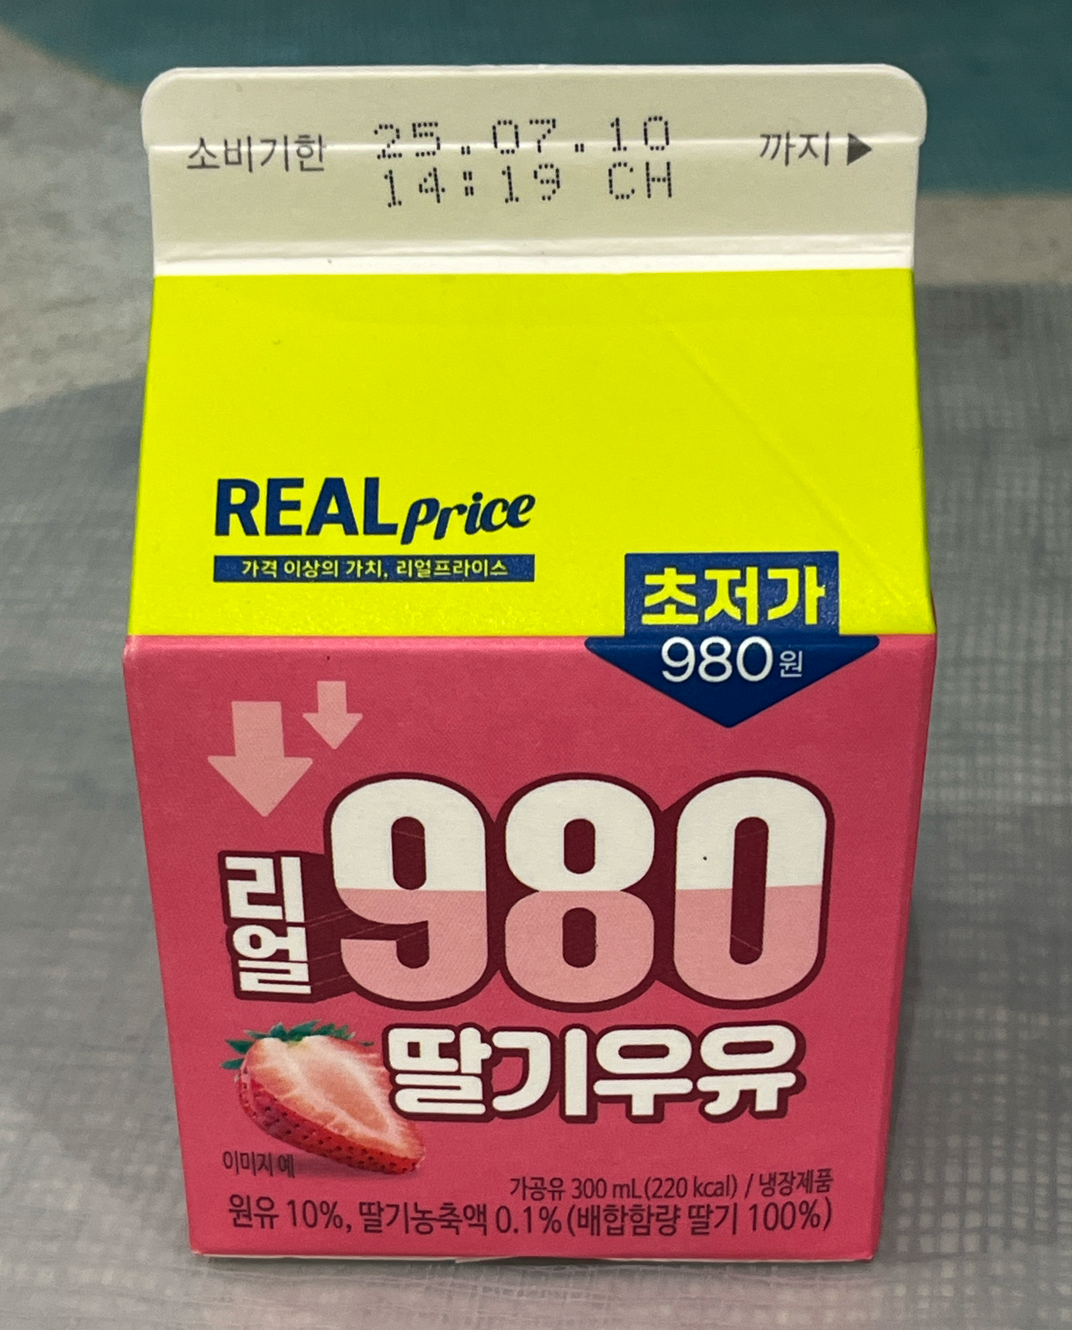 소비기한 25.07.10 까지 ▶
14:19 CH
REAL Price
가격 이상의 가치, 리얼프라이스
초저가
980원
리얼 980
딸기우유
이미지 예
가공유 300 mL(220 kcal) / 냉장제품
원유 10%, 딸기농축액 0.1% (배합함량 딸기 100%)